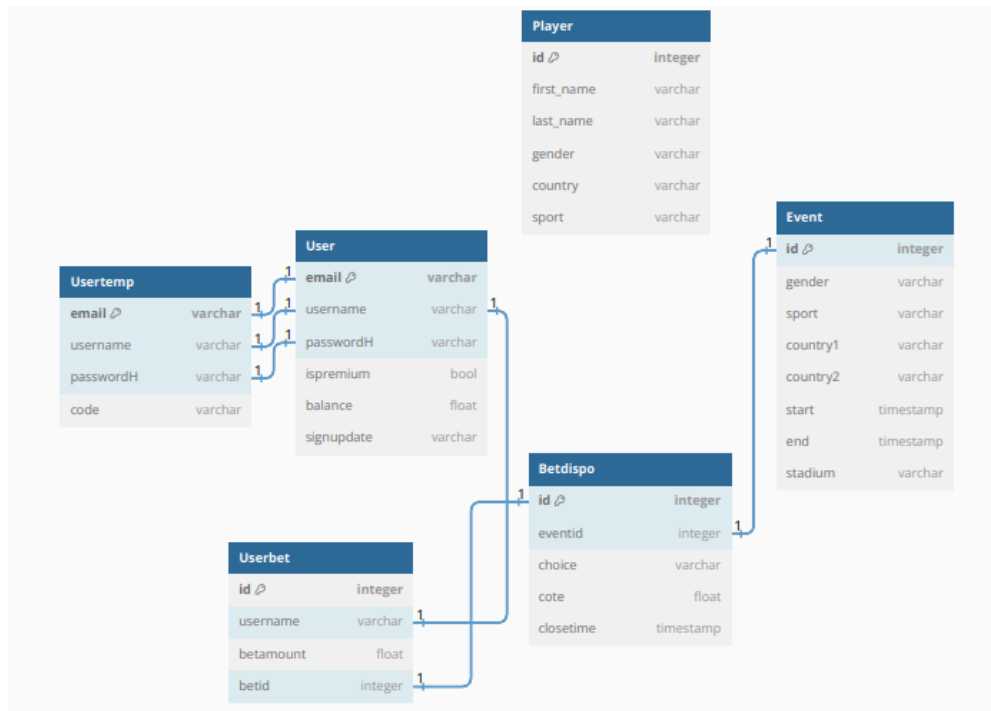 Player
id integer
first_name varchar
last_name varchar
gender varchar
country varchar
sport varchar
Event
1 id integer
gender varchar
sport varchar
country1 varchar
country2 varchar
start timestamp
end timestamp
stadium varchar
User
1 email varchar
1 username varchar 1
1 passwordH varchar
ispremium bool
balance float
signupdate varchar
Usertemp
email varchar 1
username varchar 1
passwordH varchar 1
code varchar
Betdispo
1 id integer
eventid integer 1
choice varchar
cote float
closetime timestamp
Userbet
id integer
username varchar 1
betamount float
betid integer 1